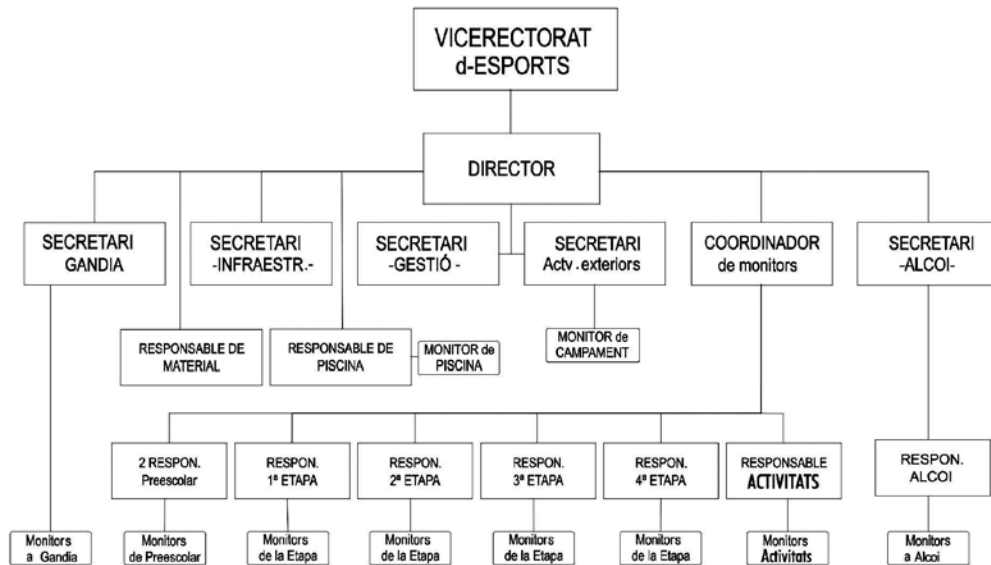 VICERECTORAT
d-ESPORTS
DIRECTOR
SECRETARI
GANDIA
SECRETARI
-INFRAESTR.-
SECRETARI
-GESTIÓ -
SECRETARI
Actv. exteriors
COORDINADOR
de monitors
SECRETARI
-ALCOI-
RESPONSABLE DE
MATERIAL
RESPONSABLE DE
PISCINA
MONITOR de
PISCINA
MONITOR de
CAMPAMENT
2 RESPON.
Preescolar
RESPON.
1ª ETAPA
RESPON.
2ª ETAPA
RESPON.
3ª ETAPA
RESPON.
4ª ETAPA
RESPONSABLE
ACTIVITATS
RESPON.
ALCOI
Monitors
a Gandia
Monitors
de Preescolar
Monitors
de la Etapa
Monitors
de la Etapa
Monitors
de la Etapa
Monitors
de la Etapa
Monitors
Activitats
Monitors
a Alcoi